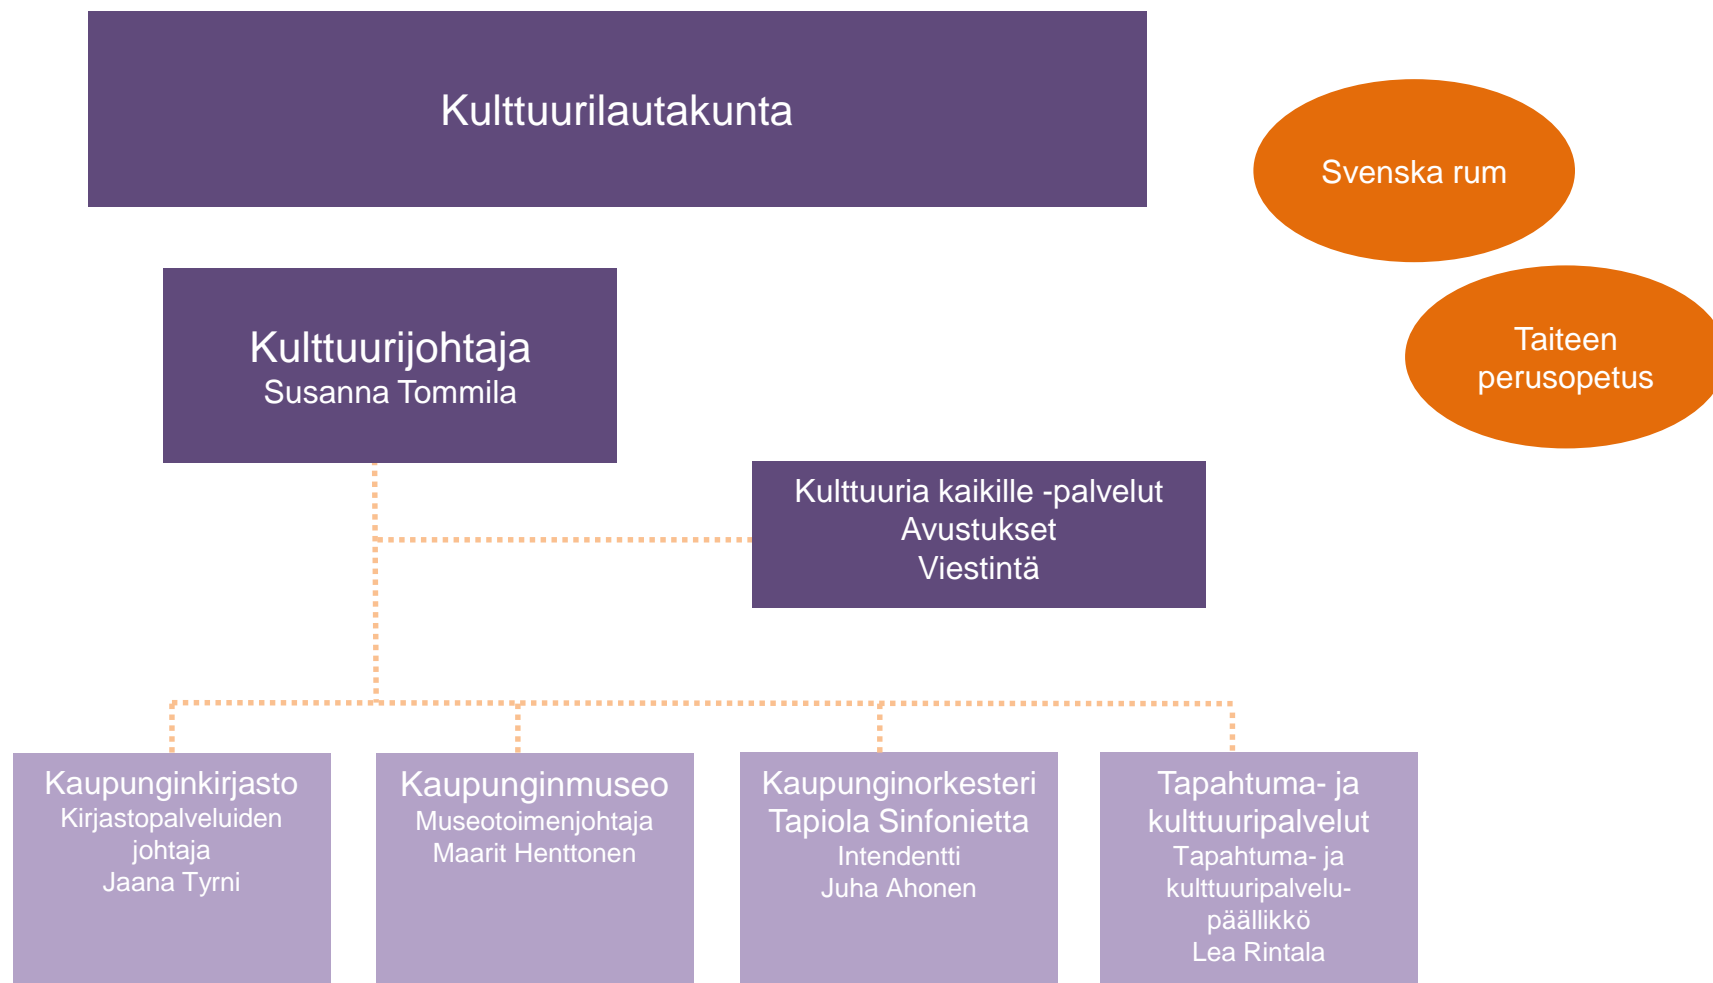 Kulttuurilautakunta
Svenska rum
Taiteen
perusopetus
Kulttuurijohtaja
Susanna Tommila
Kulttuuria kaikille -palvelut
Avustukset
Viestintä
Kaupunginkirjasto
Kirjastopalveluiden
johtaja
Jaana Tyrni
Kaupunginmuseo
Museotoimenjohtaja
Maarit Henttonen
Kaupunginorkesteri
Tapiola Sinfonietta
Intendentti
Juha Ahonen
Tapahtuma- ja
kulttuuripalvelut
Tapahtuma- ja
kulttuuripalvelu-
päällikkö
Lea Rintala